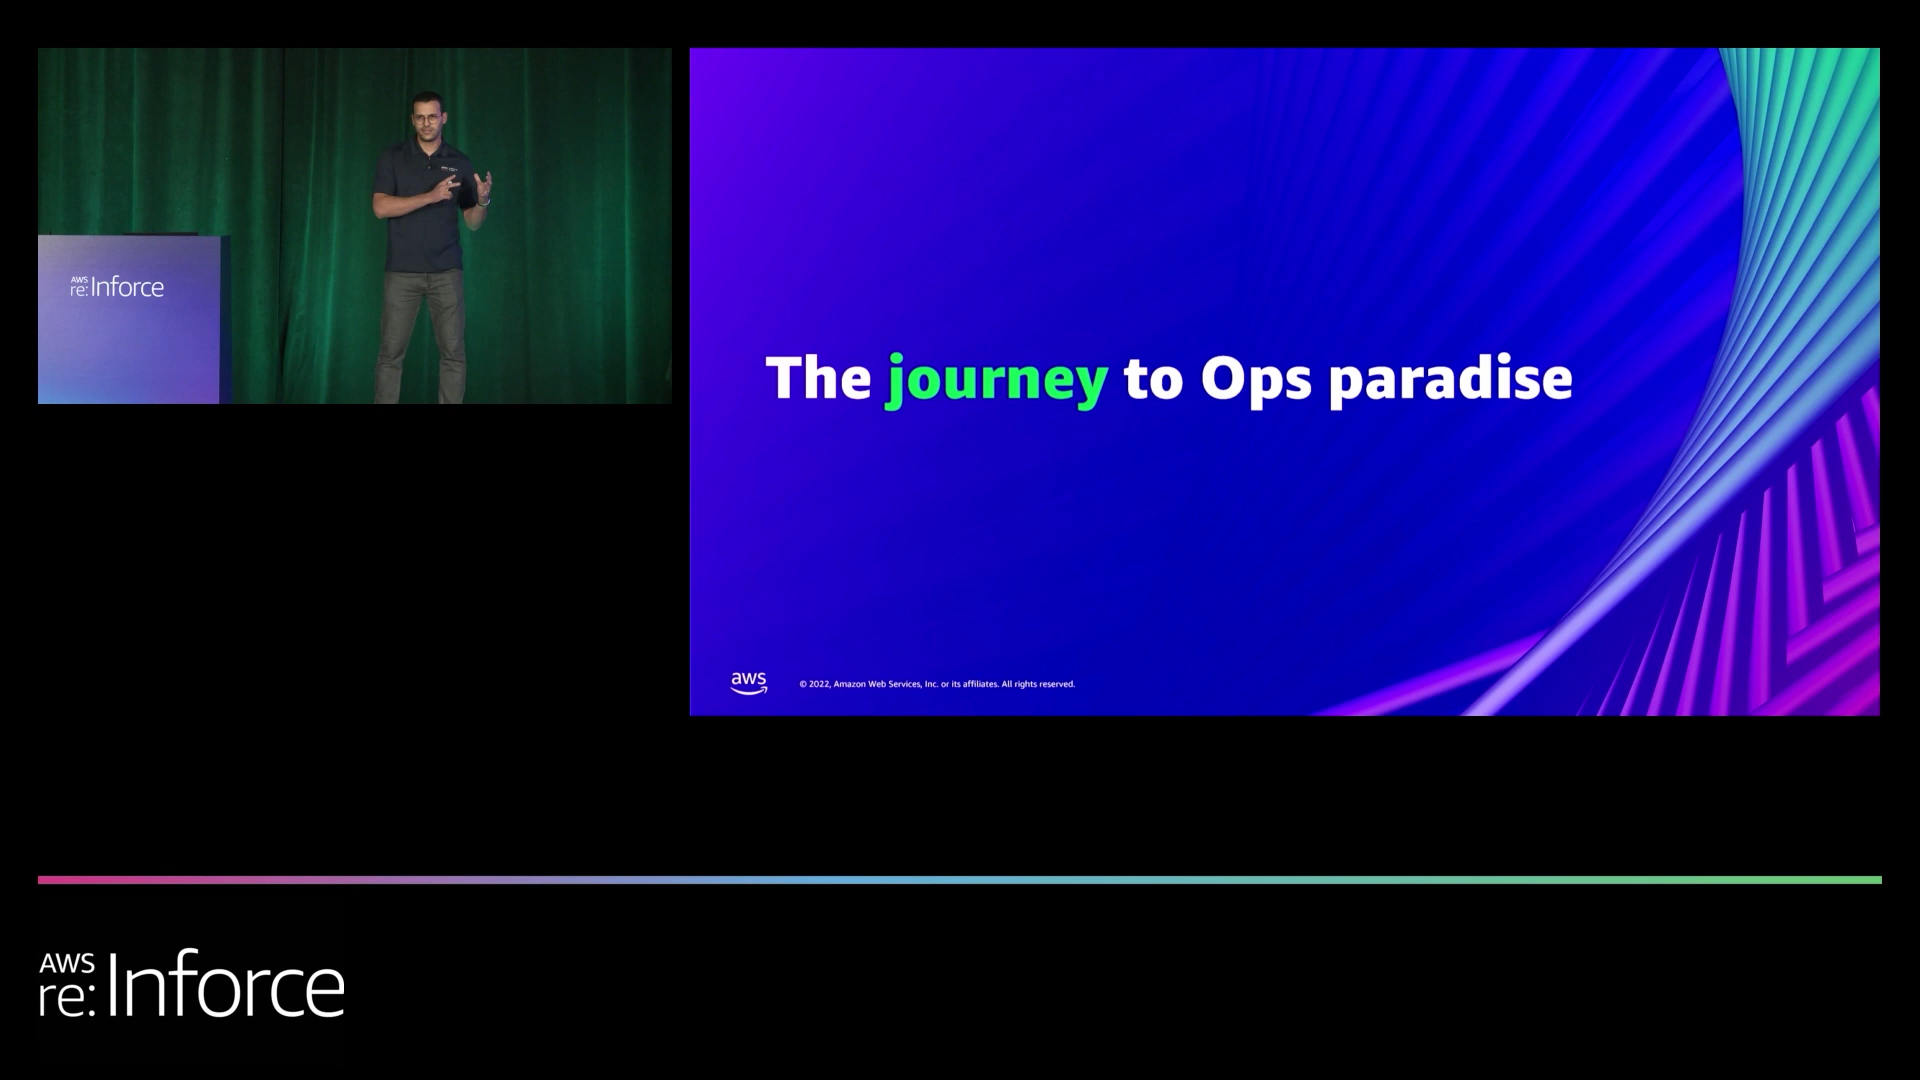 AWS
re:Inforce
The journey to Ops paradise
aws
© 2022, Amazon Web Services, Inc. or its affiliates. All rights reserved.
AWS
re:Inforce